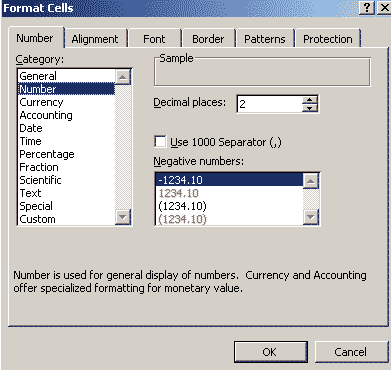 Format Cells
Number Alignment Font Border Patterns Protection
Category:
General
Number
Currency
Accounting
Date
Time
Percentage
Fraction
Scientific
Text
Special
Custom
Sample
Decimal places: 2
Use 1000 Separator (,)
Negative numbers:
-1234.10
1234.10
(1234.10)
(1234.10)
Number is used for general display of numbers. Currency and Accounting
offer specialized formatting for monetary value.
OK Cancel